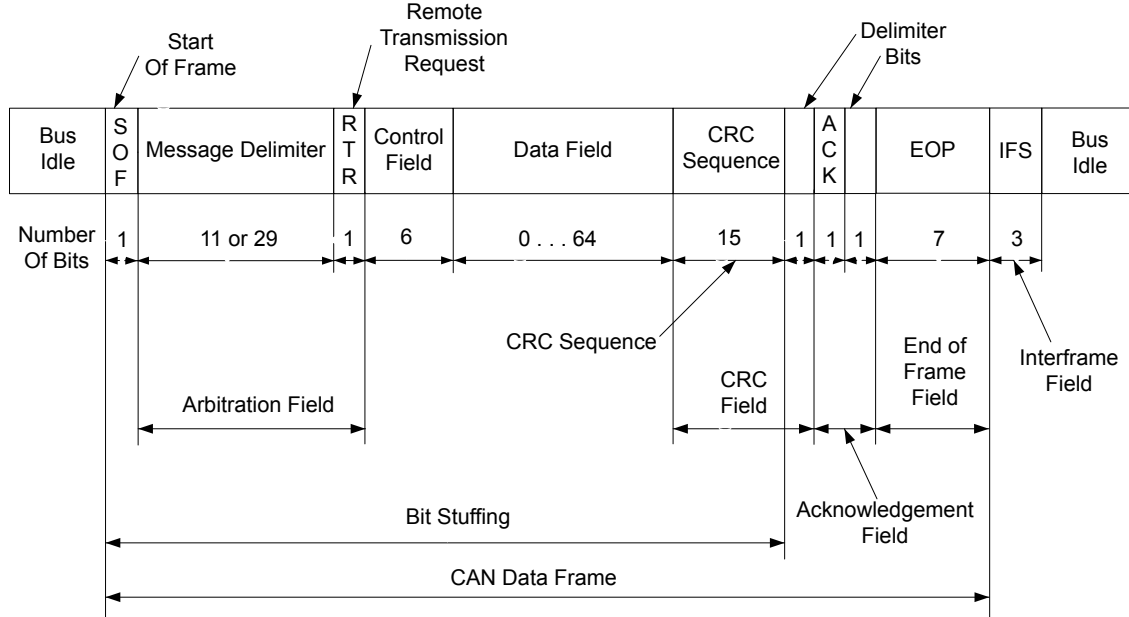 Start
Of Frame
Remote
Transmission
Request
Delimiter
Bits
Bus
Idle
S
O
F
Message Delimiter
R
T
R
Control
Field
Data Field
CRC
Sequence
A
C
K
EOP
IFS
Bus
Idle
Number
Of Bits
1
11 or 29
1
6
0 . . . 64
15
1
1
1
7
3
CRC Sequence
End of
Frame
Field
Interframe
Field
Arbitration Field
CRC
Field
Bit Stuffing
Acknowledgement
Field
CAN Data Frame